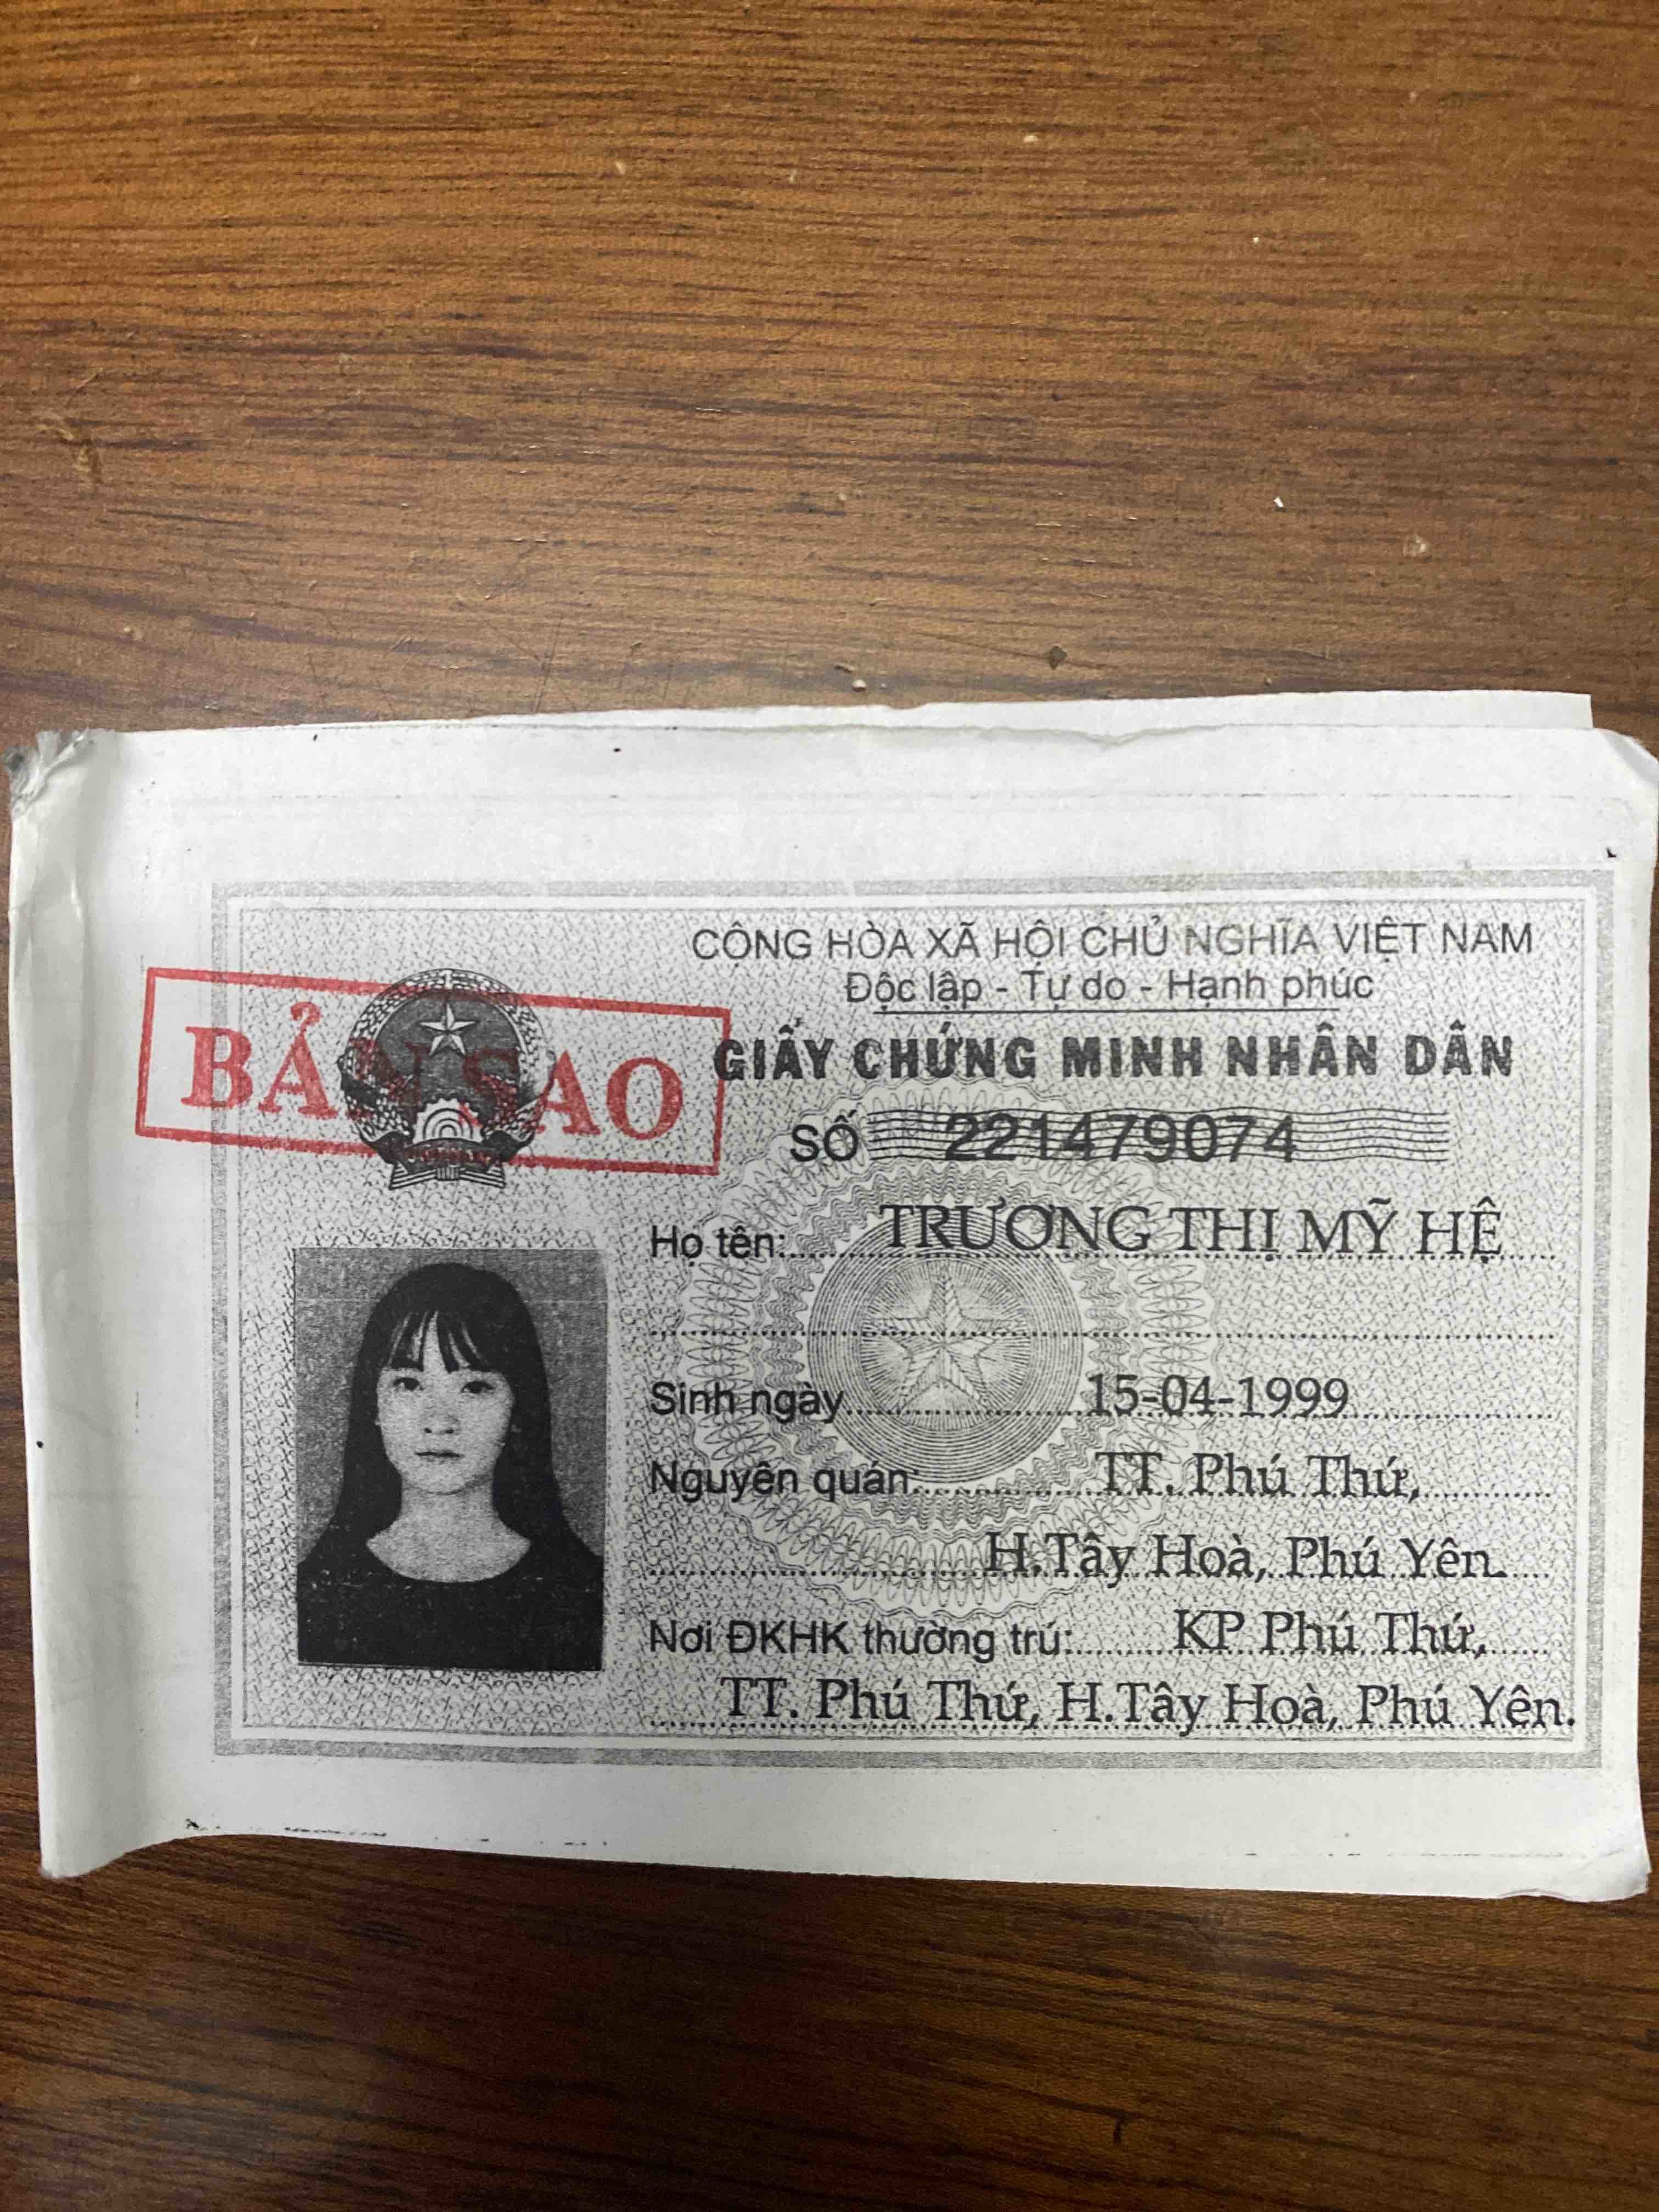 CỘNG HÒA XÃ HỘI CHỦ NGHĨA VIỆT NAM
Độc lập - Tự do - Hạnh phúc
BẢN SAO
GIẤY CHỨNG MINH NHÂN DÂN
SỐ 221479074
Họ tên: TRƯƠNG THỊ MỸ HỆ
Sinh ngày 15-04-1999
Nguyên quán: TT. Phú Thứ,
H.Tây Hoà, Phú Yên.
Nơi ĐKHK thường trú: KP Phú Thứ,
TT. Phú Thứ, H.Tây Hoà, Phú Yên.